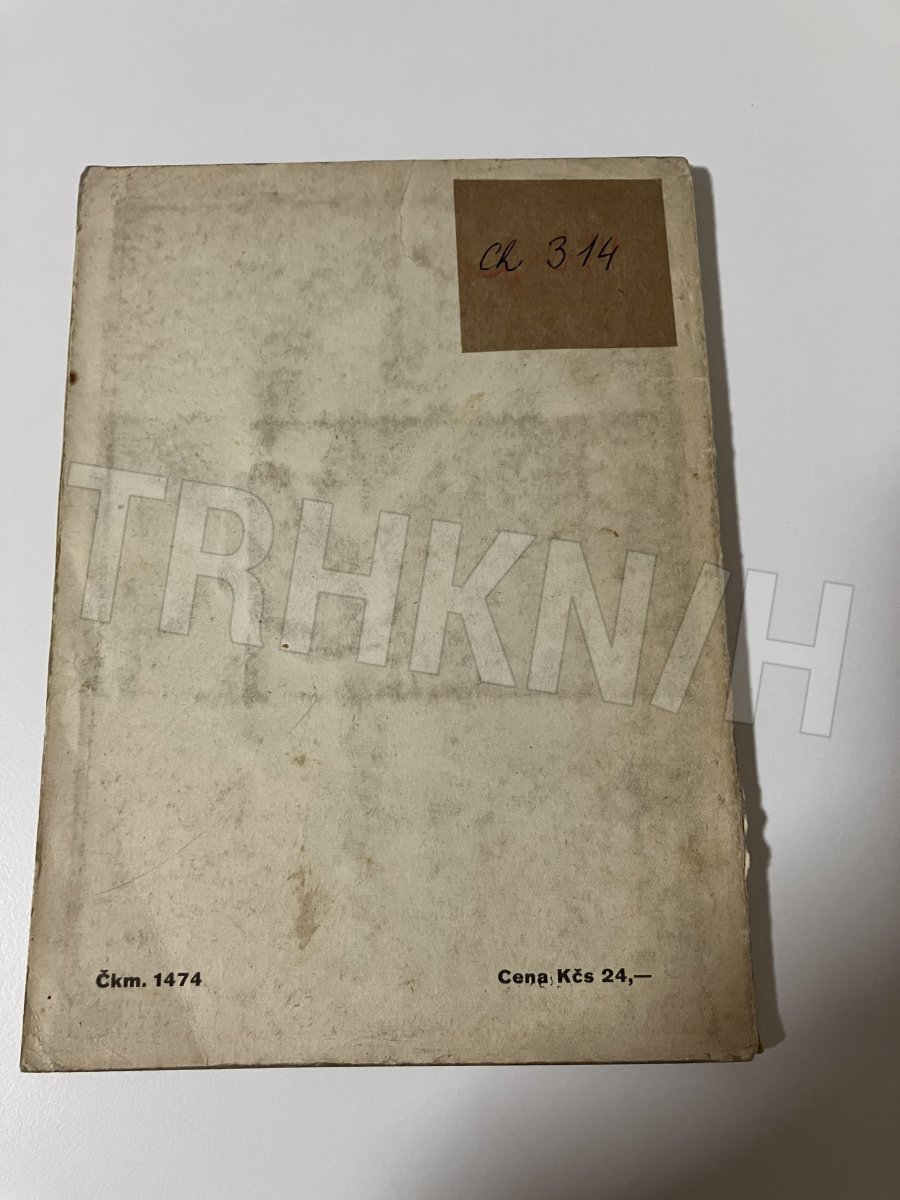 Ch 314
TRHKNIH
Čkm. 1474
Cena Kčs 24,—